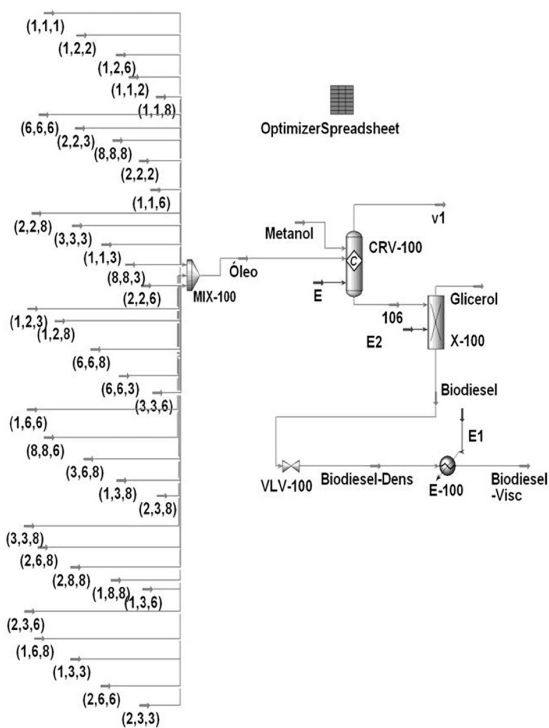 (1,1,1)
(1,2,2)
(1,2,6)
(1,1,2)
(1,1,8)
(6,6,6)
(2,2,3)
(8,8,8)
(2,2,2)
(1,1,6)
(2,2,8)
(3,3,3)
(1,1,3)
(8,8,3)
(2,2,6)
(1,2,3)
(1,2,8)
(6,6,8)
(6,6,3)
(3,3,6)
(1,6,6)
(8,8,6)
(3,6,8)
(1,3,8)
(2,3,8)
(3,3,8)
(2,6,8)
(2,8,8)
(1,8,8)
(1,3,6)
(2,3,6)
(1,6,8)
(1,3,3)
(2,6,6)
(2,3,3)
MIX-100
Óleo
OptimizerSpreadsheet
Metanol
v1
CRV-100
C
E
106
Glicerol
E2
X-100
Biodiesel
E1
VLV-100
Biodiesel-Dens
E-100
Biodiesel
-Visc